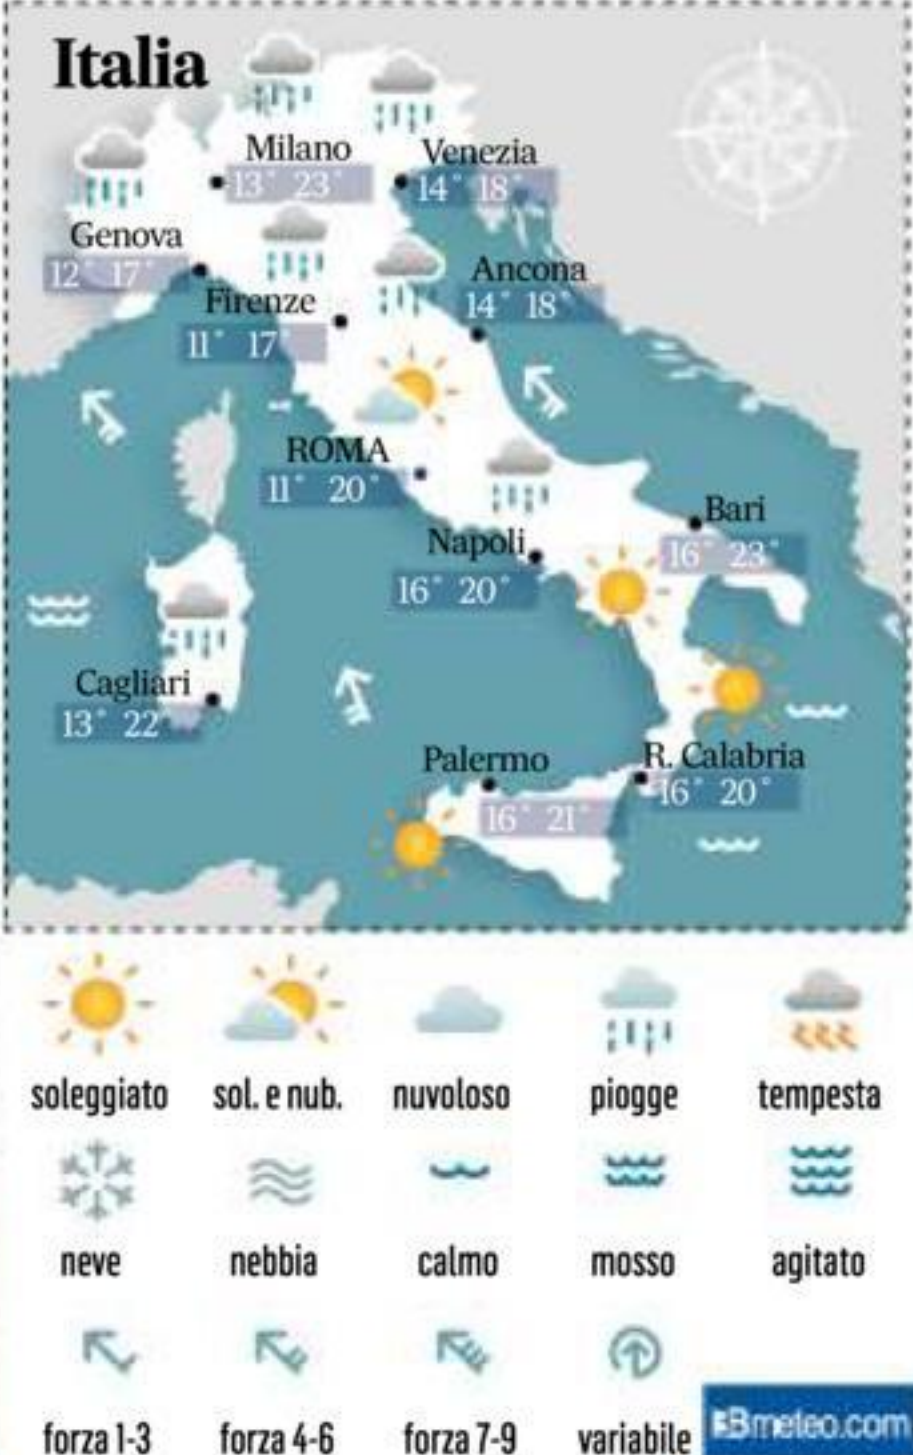 Italia
Milano
13° 23°
Venezia
14° 18°
Genova
12° 17°
Firenze
11° 17°
Ancona
14° 18°
ROMA
11° 20°
Bari
16° 23°
Napoli
16° 20°
Cagliari
13° 22°
Palermo
16° 21°
R. Calabria
16° 20°
soleggiato sol. e nub. nuvoloso piogge tempesta
neve nebbia calmo mosso agitato
forza 1-3 forza 4-6 forza 7-9 variabile
3Bmeteo.com